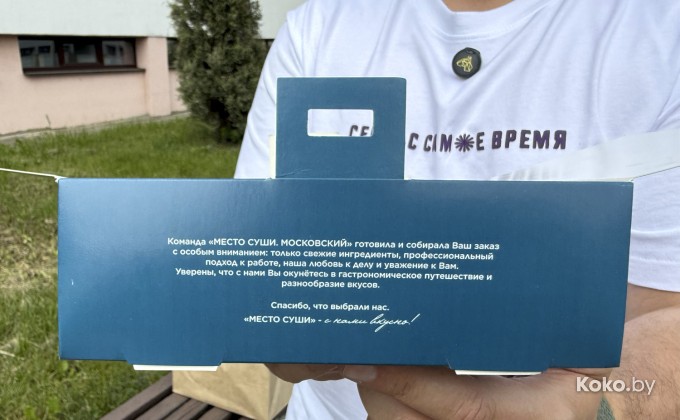 САМ✳Е ВРЕМЯ
Команда «МЕСТО СУШИ. МОСКОВСКИЙ» готовила и собирала Ваш заказ
с особым вниманием: только свежие ингредиенты, профессиональный
подход к работе, наша любовь к делу и уважение к Вам.
Уверены, что с нами Вы окунётесь в гастрономическое путешествие и
разнообразие вкусов.
Спасибо, что выбрали нас.
«МЕСТО СУШИ» - с нами вкусно!
Koko.by